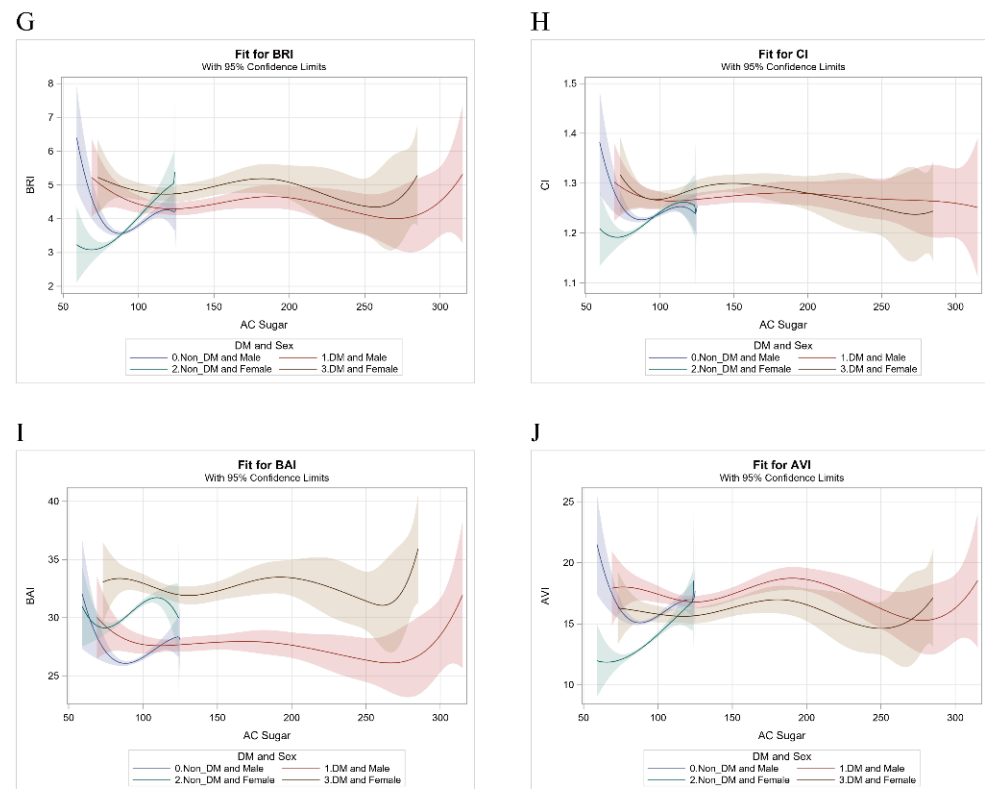 G
Fit for BRI
With 95% Confidence Limits
8
7
6
5
4
3
2
BRI
50 100 150 200 250 300
AC Sugar
DM and Sex
0.Non_DM and Male 1.DM and Male
2.Non_DM and Female 3.DM and Female
H
Fit for CI
With 95% Confidence Limits
1.5
1.4
1.3
1.2
1.1
CI
50 100 150 200 250 300
AC Sugar
DM and Sex
0.Non_DM and Male 1.DM and Male
2.Non_DM and Female 3.DM and Female
I
Fit for BAI
With 95% Confidence Limits
40
35
30
25
BAI
50 100 150 200 250 300
AC Sugar
DM and Sex
0.Non_DM and Male 1.DM and Male
2.Non_DM and Female 3.DM and Female
J
Fit for AVI
With 95% Confidence Limits
25
20
15
10
AVI
50 100 150 200 250 300
AC Sugar
DM and Sex
0.Non_DM and Male 1.DM and Male
2.Non_DM and Female 3.DM and Female